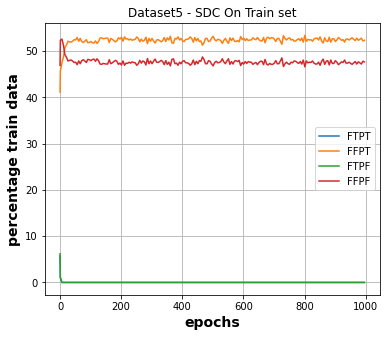 Dataset5 - SDC On Train set
percentage train data
50
40
30
20
10
0
FTPT
FFPT
FTPF
FFPF
0 200 400 600 800 1000
epochs